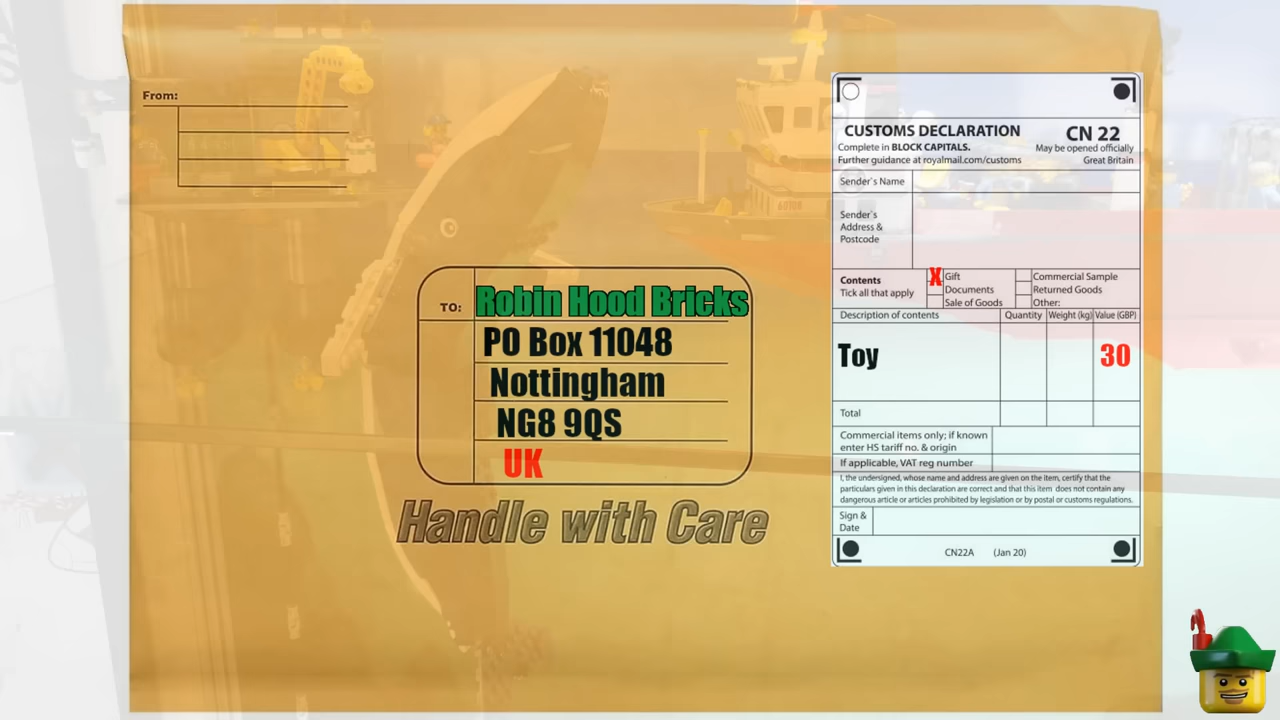 From:
TO: Robin Hood Bricks
PO Box 11048
Nottingham
NG8 9QS
UK
Handle with Care
CUSTOMS DECLARATION CN 22
Complete in BLOCK CAPITALS. May be opened officially
Further guidance at royalmail.com/customs Great Britain
Sender`s Name
Sender`s
Address &
Postcode
Contents
Tick all that apply
X Gift
Documents
Sale of Goods
Commercial Sample
Returned Goods
Other:
Description of contents Quantity Weight (kg) Value (GBP)
Toy 30
Total
Commercial items only; if known
enter HS tariff no. & origin
If applicable, VAT reg number
I, the undersigned, whose name and address are given on the item, certify that the
particulars given in this declaration are correct and that this item does not contain any
dangerous article or articles prohibited by legislation or by postal or customs regulations.
Sign &
Date
CN22A (Jan 20)